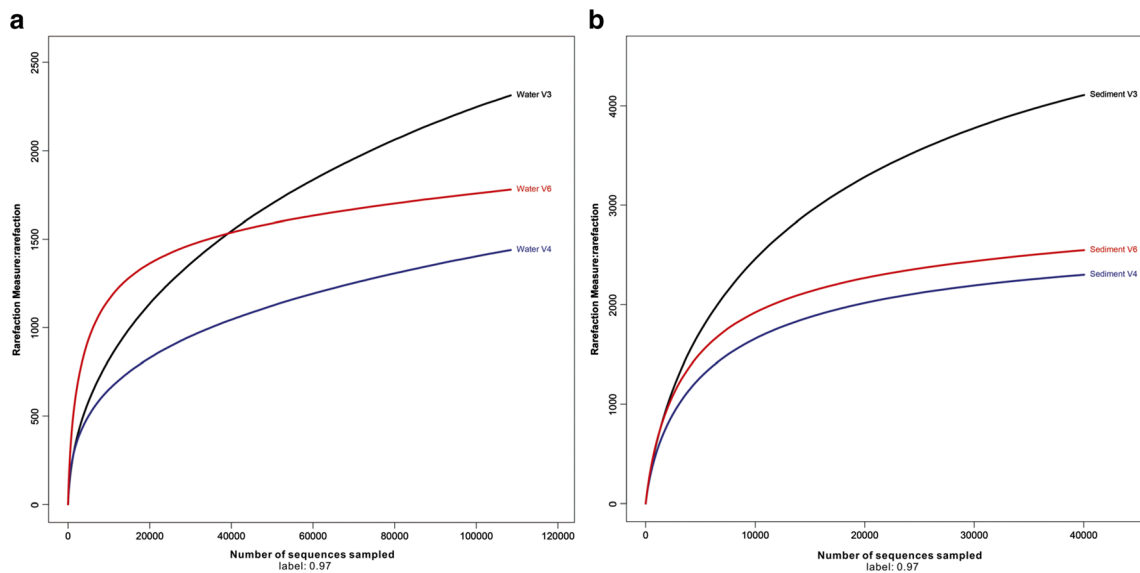 a
Rarefaction Measure:rarefaction
2500
2000
1500
1000
500
0
Water V3
Water V6
Water V4
0 20000 40000 60000 80000 100000 120000
Number of sequences sampled
label: 0.97
b
Rarefaction Measure:rarefaction
4000
3000
2000
1000
0
Sediment V3
Sediment V6
Sediment V4
0 10000 20000 30000 40000
Number of sequences sampled
label: 0.97